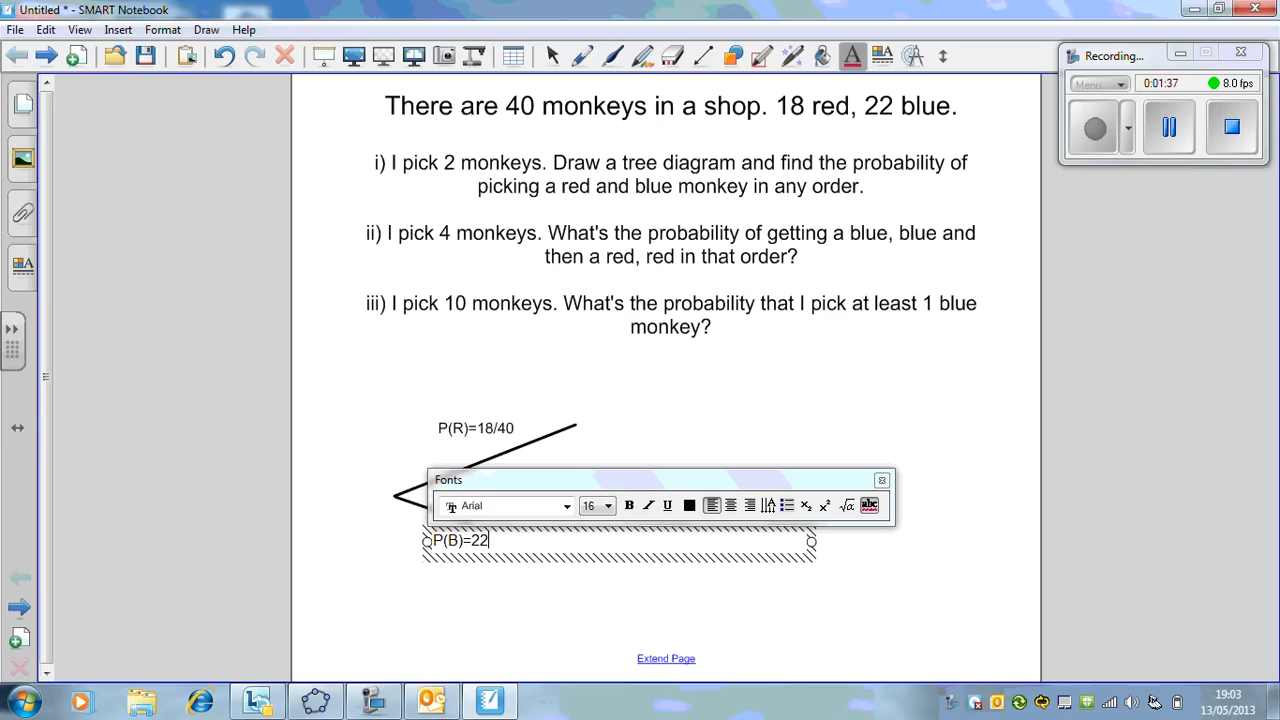 Untitled * - SMART Notebook
File Edit View Insert Format Draw Help
Recording...
Menu 0:01:37 8.0 fps
There are 40 monkeys in a shop. 18 red, 22 blue.
i) I pick 2 monkeys. Draw a tree diagram and find the probability of
picking a red and blue monkey in any order.
ii) I pick 4 monkeys. What's the probability of getting a blue, blue and
then a red, red in that order?
iii) I pick 10 monkeys. What's the probability that I pick at least 1 blue
monkey?
P(R)=18/40
Fonts
Arial 16 B I U abc
P(B)=22
Extend Page
19:03
13/05/2013